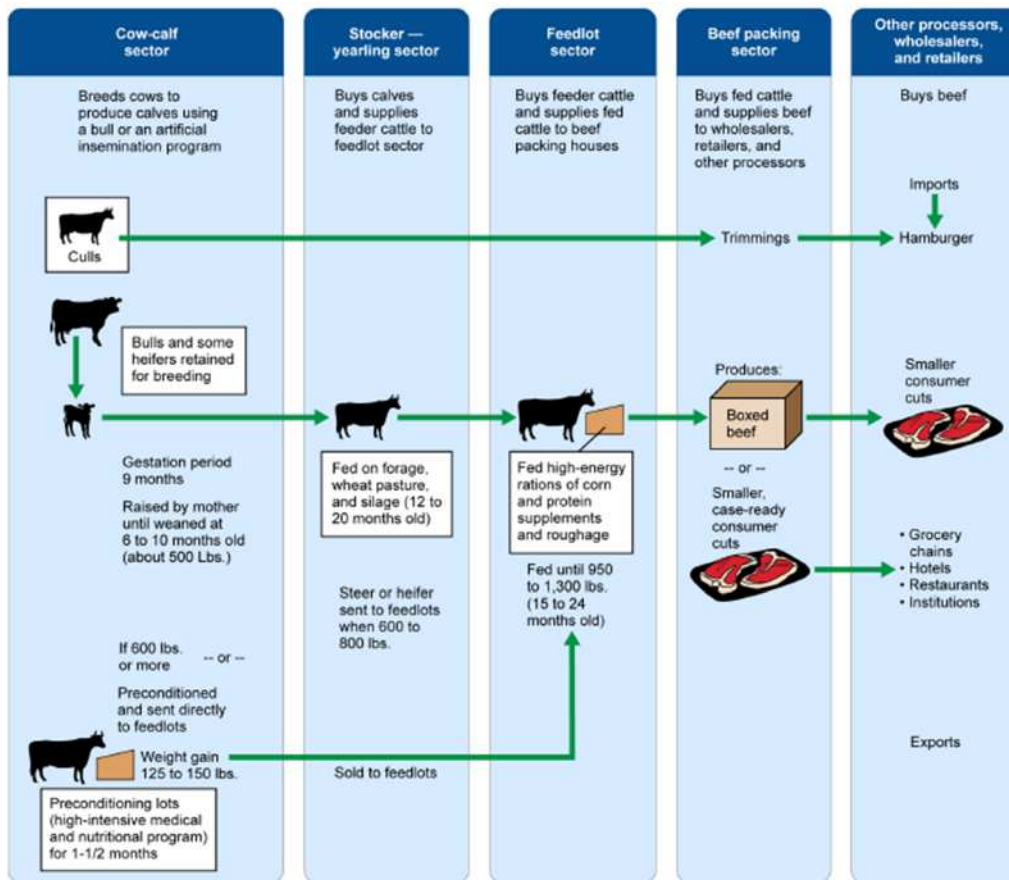 Cow-calf
sector
Breeds cows to
produce calves using
a bull or an artificial
insemination program
Culls
Bulls and some
heifers retained
for breeding
Gestation period
9 months
Raised by mother
until weaned at
6 to 10 months old
(about 500 Lbs.)
If 600 lbs.
or more
-- or --
Preconditioned
and sent directly
to feedlots
Weight gain
125 to 150 lbs.
Preconditioning lots
(high-intensive medical
and nutritional program)
for 1-1/2 months
Stocker —
yearling sector
Buys calves
and supplies
feeder cattle to
feedlot sector
Fed on forage,
wheat pasture,
and silage (12 to
20 months old)
Steer or heifer
sent to feedlots
when 600 to
800 lbs.
Sold to feedlots
Feedlot
sector
Buys feeder cattle
and supplies fed
cattle to beef
packing houses
Fed high-energy
rations of corn
and protein
supplements
and roughage
Fed until 950
to 1,300 lbs.
(15 to 24
months old)
Beef packing
sector
Buys fed cattle
and supplies beef
to wholesalers,
retailers, and
other processors
Trimmings
Produces:
Boxed
beef
-- or --
Smaller,
case-ready
consumer
cuts
Other processors,
wholesalers,
and retailers
Buys beef
Imports
Hamburger
Smaller
consumer
cuts
• Grocery
chains
• Hotels
• Restaurants
• Institutions
Exports